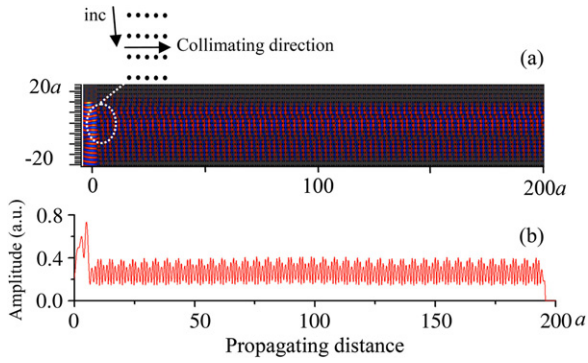 inc
Collimating direction
(a)
20a
-20
0
100
200a
(b)
Amplitude (a.u.)
0.8
0.4
0.0
0
50
100
150
200 a
Propagating distance